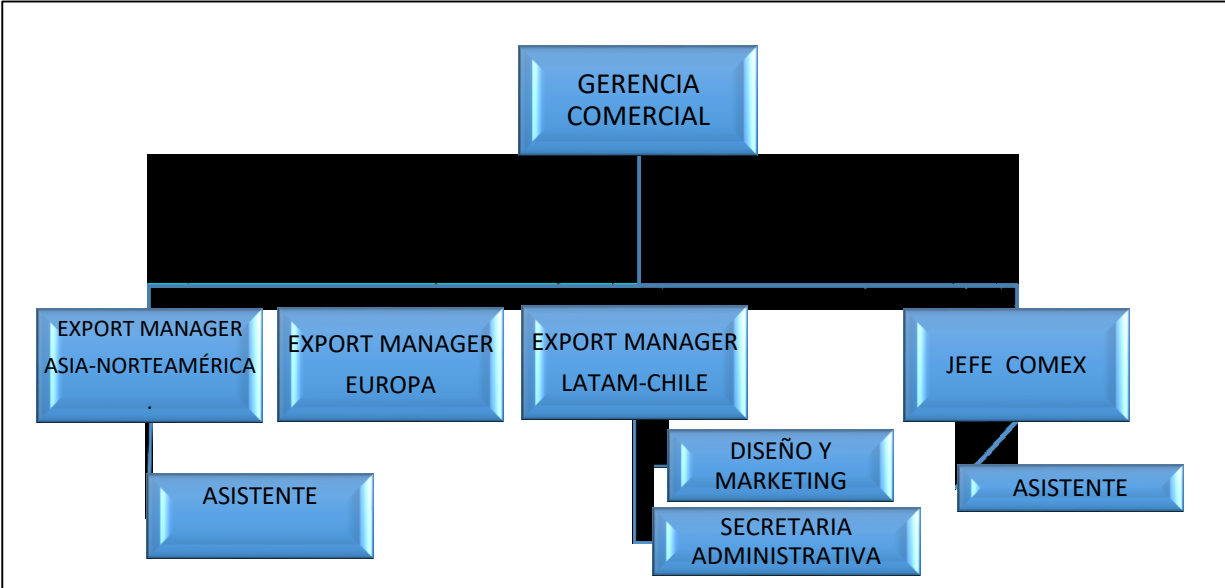 GERENCIA
COMERCIAL
EXPORT MANAGER
ASIA-NORTEAMÉRICA
.
EXPORT MANAGER
EUROPA
EXPORT MANAGER
LATAM-CHILE
JEFE COMEX
ASISTENTE
DISEÑO Y
MARKETING
SECRETARIA
ADMINISTRATIVA
ASISTENTE